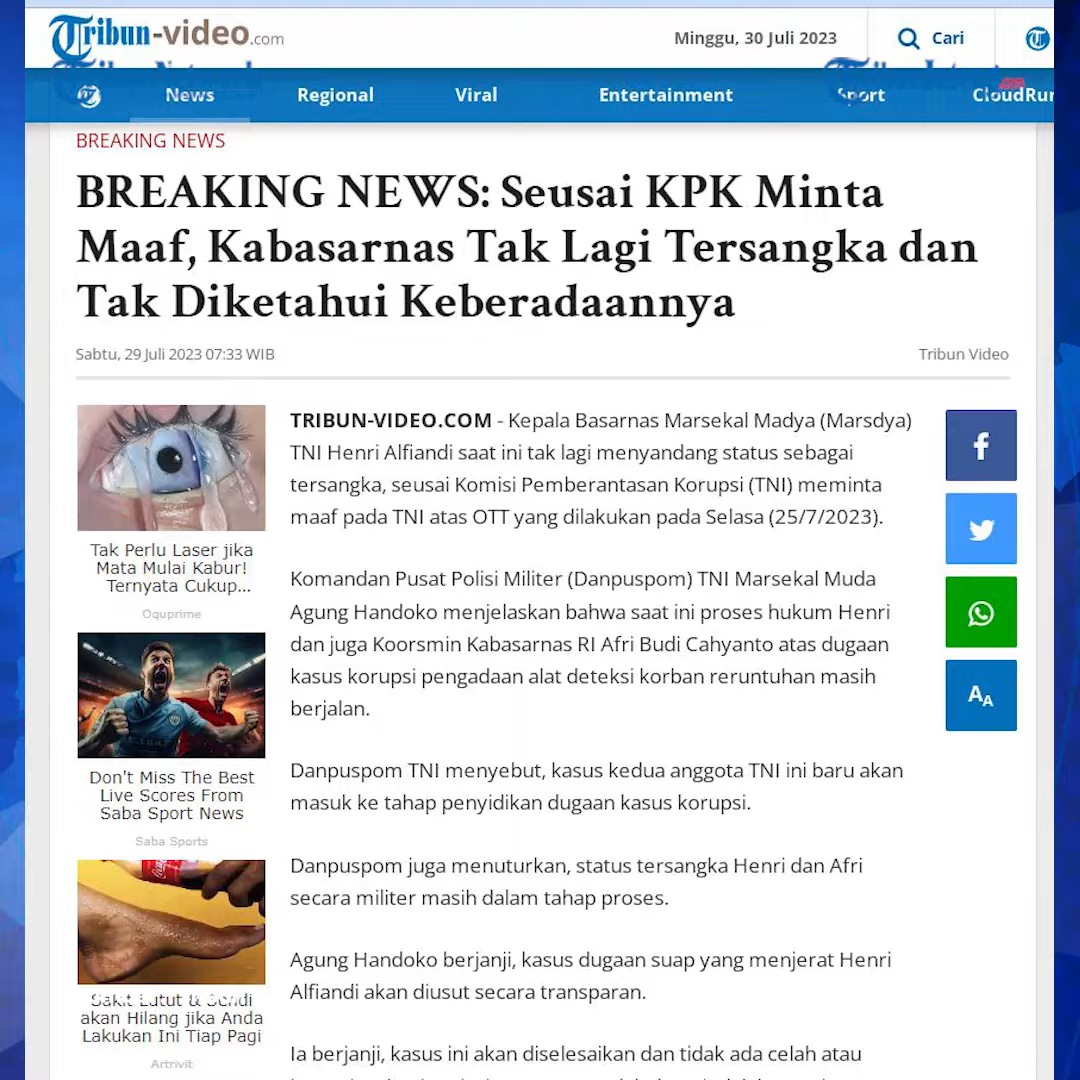 Tribun-video.com
Minggu, 30 Juli 2023
Cari
News
Regional
Viral
Entertainment
Sport
BREAKING NEWS
BREAKING NEWS: Seusai KPK Minta
Maaf, Kabasarnas Tak Lagi Tersangka dan
Tak Diketahui Keberadaannya
Sabtu, 29 Juli 2023 07:33 WIB
Tribun Video
TRIBUN-VIDEO.COM - Kepala Basarnas Marsekal Madya (Marsdya)
TNI Henri Alfiandi saat ini tak lagi menyandang status sebagai
tersangka, seusai Komisi Pemberantasan Korupsi (TNI) meminta
maaf pada TNI atas OTT yang dilakukan pada Selasa (25/7/2023).
Komandan Pusat Polisi Militer (Danpuspom) TNI Marsekal Muda
Agung Handoko menjelaskan bahwa saat ini proses hukum Henri
dan juga Koorsmin Kabasarnas RI Afri Budi Cahyanto atas dugaan
kasus korupsi pengadaan alat deteksi korban reruntuhan masih
berjalan.
Danpuspom TNI menyebut, kasus kedua anggota TNI ini baru akan
masuk ke tahap penyidikan dugaan kasus korupsi.
Danpuspom juga menuturkan, status tersangka Henri dan Afri
secara militer masih dalam tahap proses.
Agung Handoko berjanji, kasus dugaan suap yang menjerat Henri
Alfiandi akan diusut secara transparan.
Ia berjanji, kasus ini akan diselesaikan dan tidak ada celah atau
Tak Perlu Laser jika
Mata Mulai Kabur!
Ternyata Cukup...
Oquprime
Don't Miss The Best
Live Scores From
Saba Sport News
Saba Sports
Sakit Lutut & Sendi
akan Hilang jika Anda
Lakukan Ini Tiap Pagi
Artrivit
AA